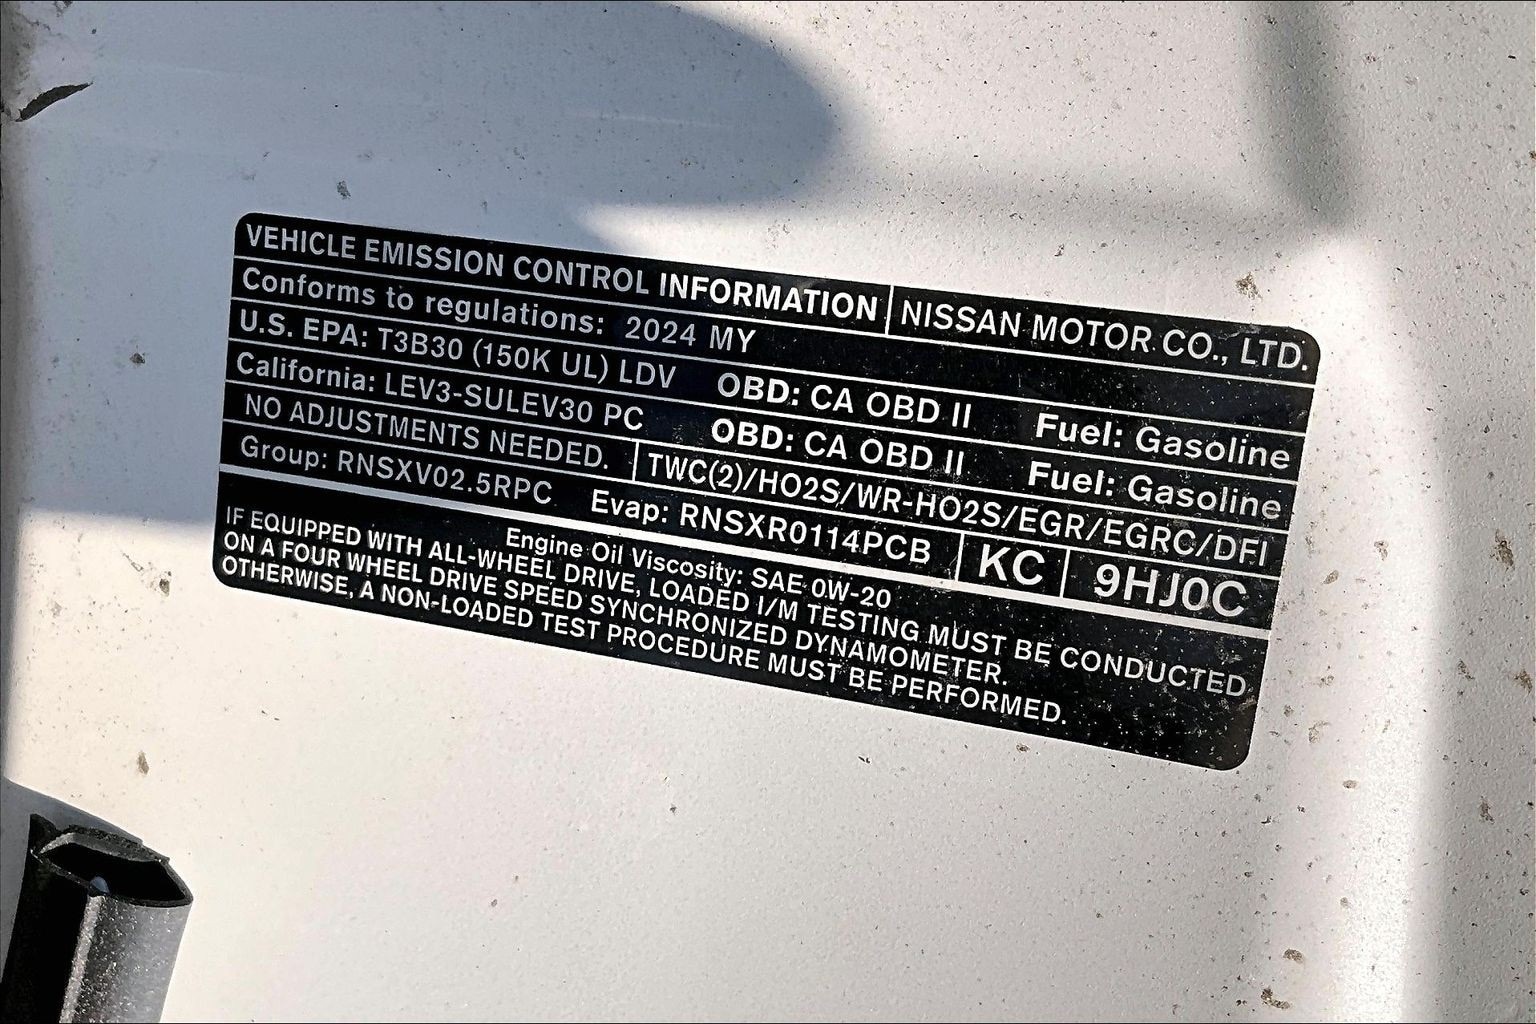 VEHICLE EMISSION CONTROL INFORMATION NISSAN MOTOR CO., LTD.
Conforms to regulations: 2024 MY
U.S. EPA: T3B30 (150K UL) LDV OBD: CA OBD II Fuel: Gasoline
California: LEV3-SULEV30 PC OBD: CA OBD II Fuel: Gasoline
NO ADJUSTMENTS NEEDED. TWC(2)/HO2S/WR-HO2S/EGR/EGRC/DFI
Group: RNSXV02.5RPC Evap: RNSXR0114PCB KC 9HJ0C
Engine Oil Viscosity: SAE 0W-20
IF EQUIPPED WITH ALL-WHEEL DRIVE, LOADED I/M TESTING MUST BE CONDUCTED
ON A FOUR WHEEL DRIVE SPEED SYNCHRONIZED DYNAMOMETER.
OTHERWISE, A NON-LOADED TEST PROCEDURE MUST BE PERFORMED.